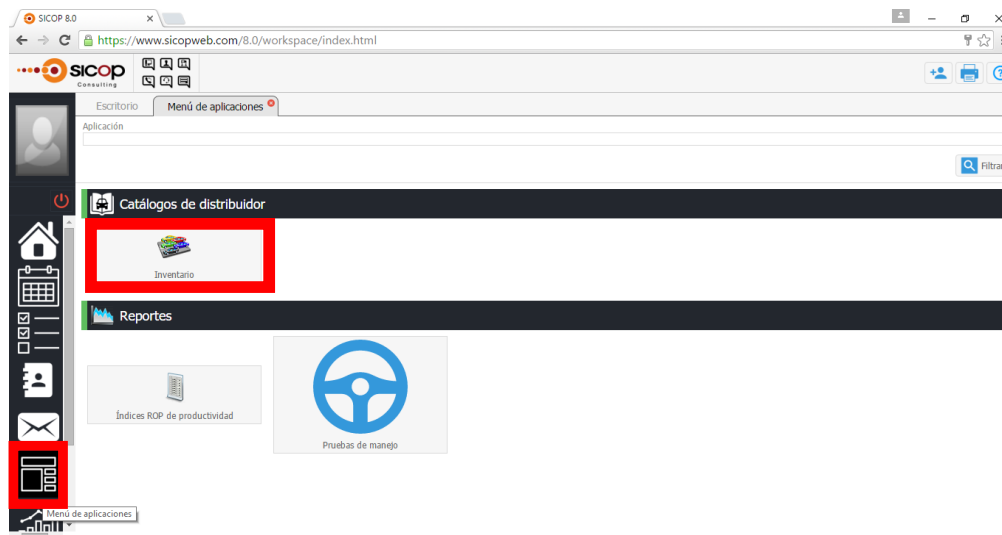 SICOP 8.0
https://www.sicopweb.com/8.0/workspace/index.html
SICOP
Consulting
Escritorio
Menú de aplicaciones
Aplicación
Filtrar
Catálogos de distribuidor
Inventario
Reportes
Índices ROP de productividad
Pruebas de manejo
Menú de aplicaciones